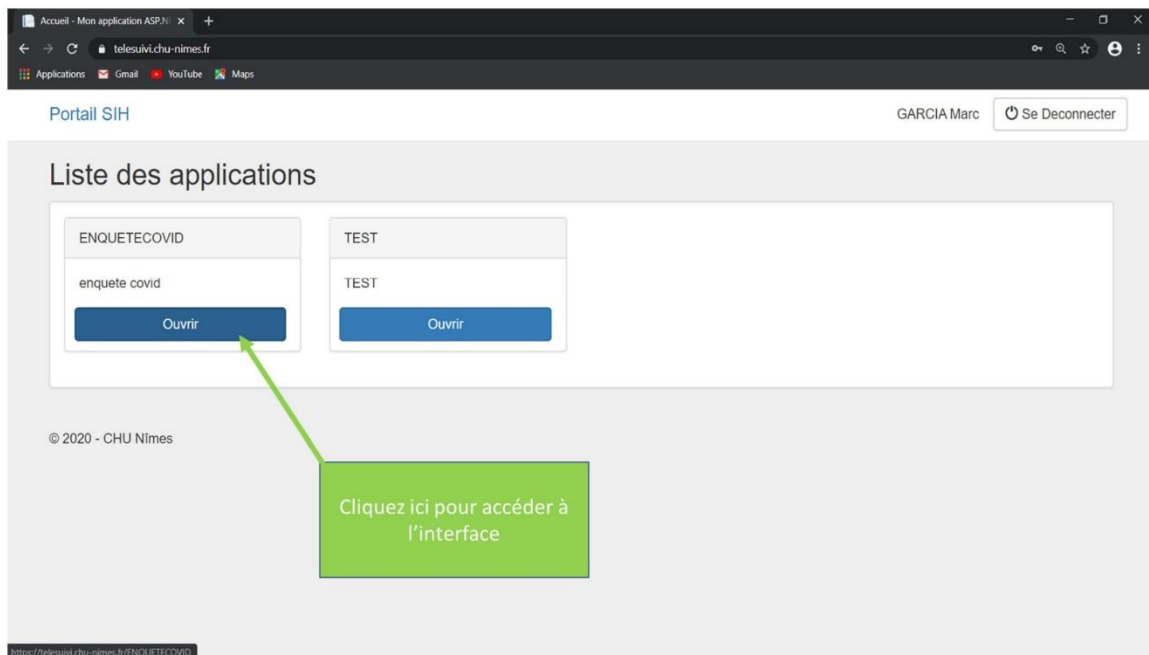 Accueil - Mon application ASP.N
telesuivi.chu-nimes.fr
Applications Gmail YouTube Maps
Portail SIH
GARCIA Marc Se Deconnecter
Liste des applications
ENQUETECOVID TEST
enquete covid TEST
Ouvrir Ouvrir
© 2020 - CHU Nîmes
Cliquez ici pour accéder à
l'interface
https://telesuivi.chu-nimes.fr/ENQUETECOVID